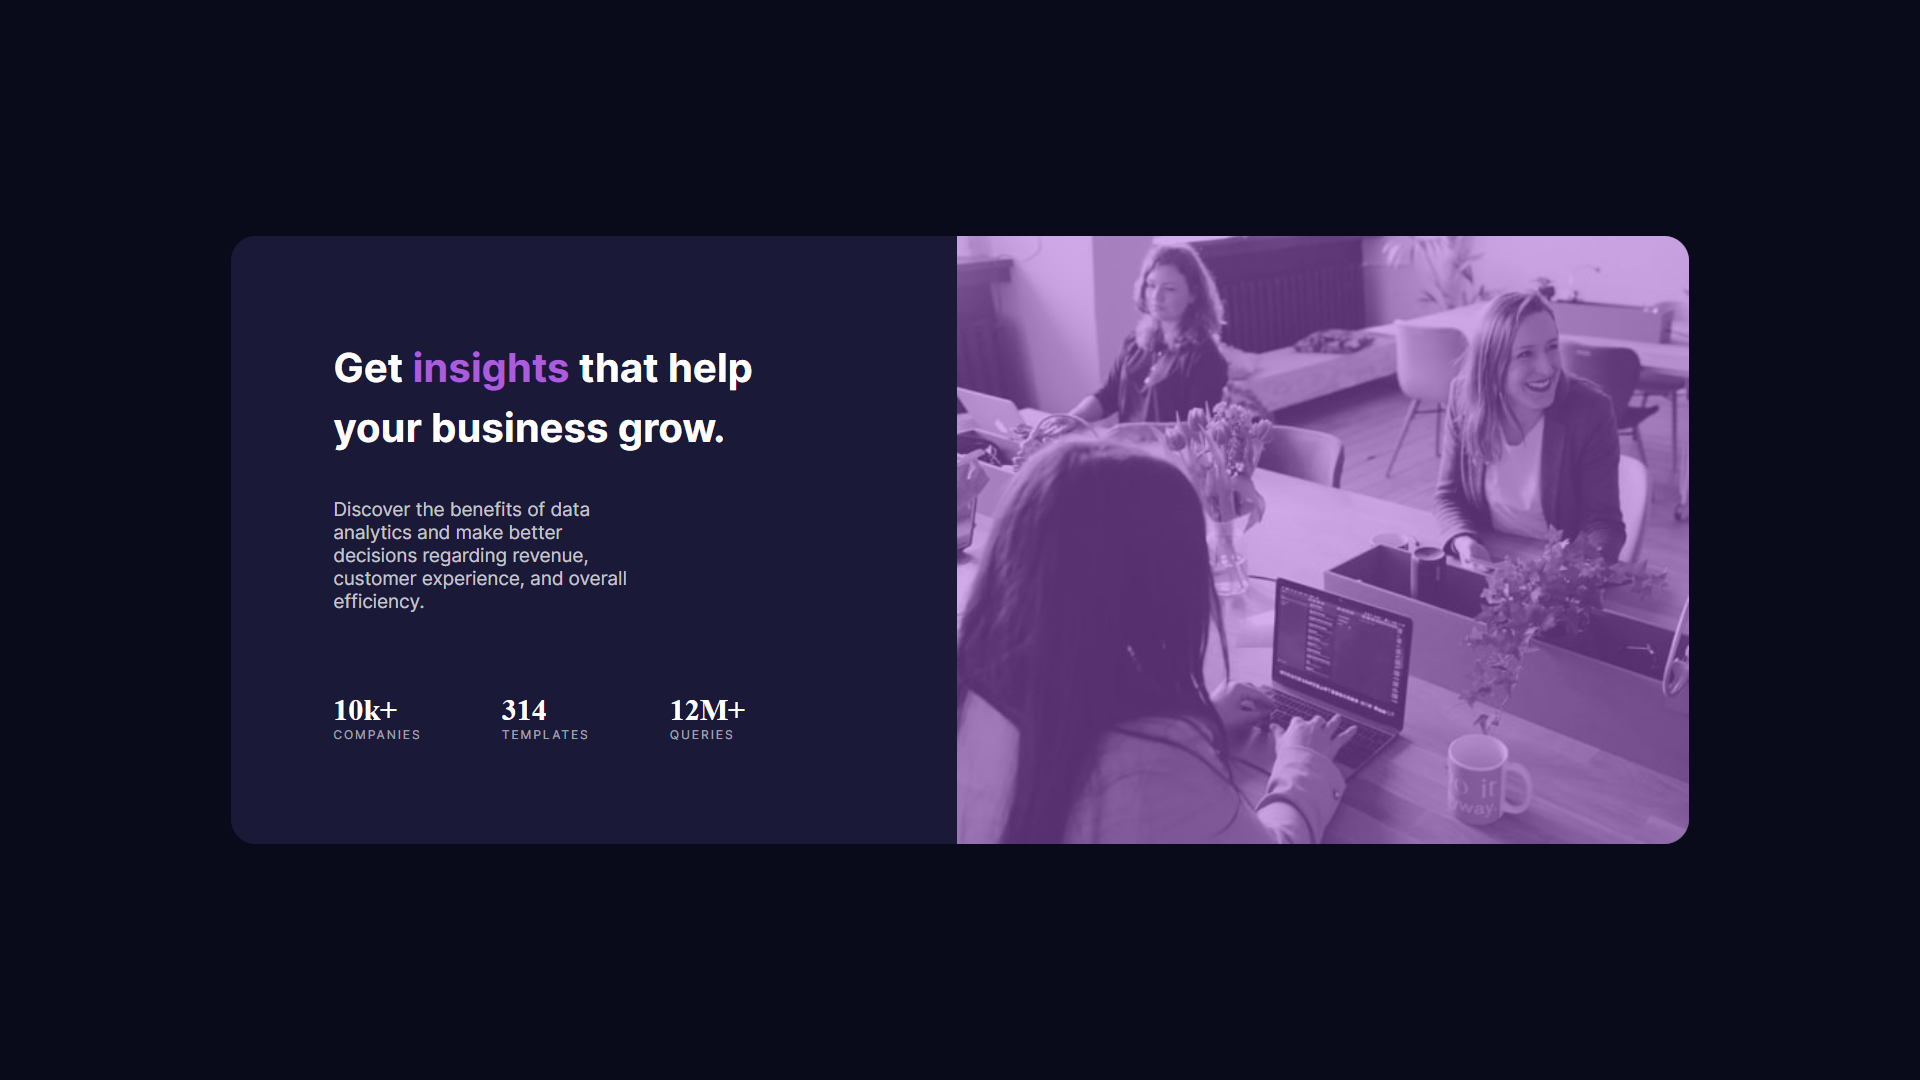 Get insights that help
your business grow.
Discover the benefits of data
analytics and make better
decisions regarding revenue,
customer experience, and overall
efficiency.
10k+ 314 12M+
COMPANIES TEMPLATES QUERIES